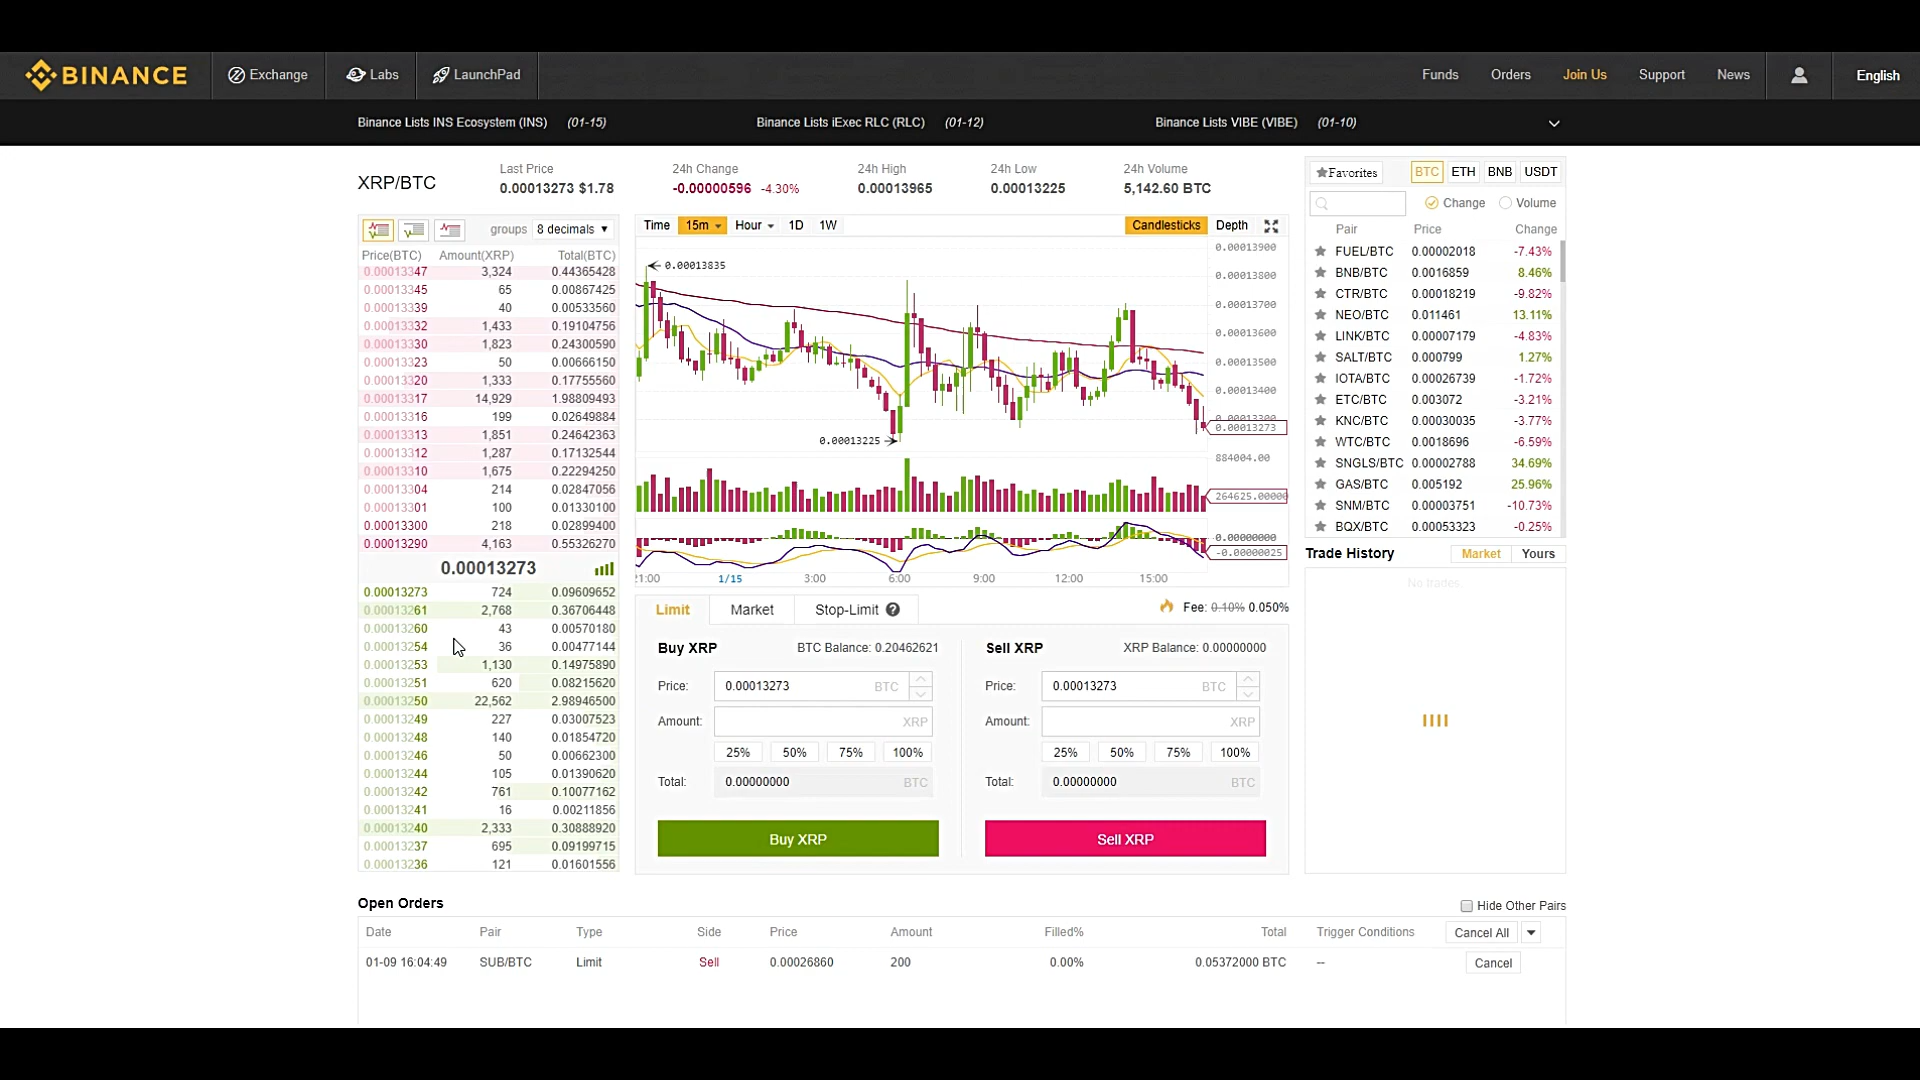 BINANCE Exchange Labs LaunchPad Funds Orders Join Us Support News English
Binance Lists INS Ecosystem (INS) (01-15) Binance Lists iExec RLC (RLC) (01-12) Binance Lists VIBE (VIBE) (01-10)
XRP/BTC
Last Price 24h Change 24h High 24h Low 24h Volume
0.00013273 $1.78 -0.00000596 -4.30% 0.00013965 0.00013225 5,142.60 BTC
groups 8 decimals
Price(BTC) Amount(XRP) Total(BTC)
0.00013347 3,324 0.44365428
0.00013345 65 0.00867425
0.00013339 40 0.00533560
0.00013332 1,433 0.19104756
0.00013330 1,823 0.24300590
0.00013323 50 0.00666150
0.00013320 1,333 0.17755560
0.00013317 14,929 1.98809493
0.00013316 199 0.02649884
0.00013313 1,851 0.24642363
0.00013312 1,287 0.17132544
0.00013310 1,675 0.22294250
0.00013304 214 0.02847056
0.00013301 100 0.01330100
0.00013300 218 0.02899400
0.00013290 4,163 0.55326270
0.00013273
0.00013273 724 0.09609652
0.00013261 2,768 0.36706448
0.00013260 43 0.00570180
0.00013254 36 0.00477144
0.00013253 1,130 0.14975890
0.00013251 620 0.08215620
0.00013250 22,562 2.98946500
0.00013249 227 0.03007523
0.00013248 140 0.01854720
0.00013246 50 0.00662300
0.00013244 105 0.01390620
0.00013242 761 0.10077162
0.00013241 16 0.00211856
0.00013240 2,333 0.30888920
0.00013237 695 0.09199715
0.00013236 121 0.01601556
Time 15m Hour 1D 1W Candlesticks Depth
0.00013900
0.00013835
0.00013800
0.00013700
0.00013600
0.00013500
0.00013400
0.00013300
0.00013273
0.00013225
884004.00
264625.00000
-0.00000000
-0.00000025
21:00 1/15 3:00 6:00 9:00 12:00 15:00
Limit Market Stop-Limit ? Fee: 0.10% 0.050%
Buy XRP BTC Balance: 0.20462621
Price: 0.00013273 BTC
Amount: XRP
25% 50% 75% 100%
Total: 0.00000000 BTC
Buy XRP
Sell XRP XRP Balance: 0.00000000
Price: 0.00013273 BTC
Amount: XRP
25% 50% 75% 100%
Total: 0.00000000 BTC
Sell XRP
Favorites BTC ETH BNB USDT
Change Volume
Pair Price Change
FUEL/BTC 0.00002018 -7.43%
BNB/BTC 0.0016859 8.46%
CTR/BTC 0.00018219 -9.82%
NEO/BTC 0.011461 13.11%
LINK/BTC 0.00007179 -4.83%
SALT/BTC 0.000799 1.27%
IOTA/BTC 0.00026739 -1.72%
ETC/BTC 0.003072 -3.21%
KNC/BTC 0.00030035 -3.77%
WTC/BTC 0.0018696 -6.59%
SNGLS/BTC 0.00002788 34.69%
GAS/BTC 0.005192 25.96%
SNM/BTC 0.00003751 -10.73%
BQX/BTC 0.00053323 -0.25%
Trade History Market Yours
No trades.
Open Orders Hide Other Pairs
Date Pair Type Side Price Amount Filled% Total Trigger Conditions Cancel All
01-09 16:04:49 SUB/BTC Limit Sell 0.00026860 200 0.00% 0.05372000 BTC -- Cancel